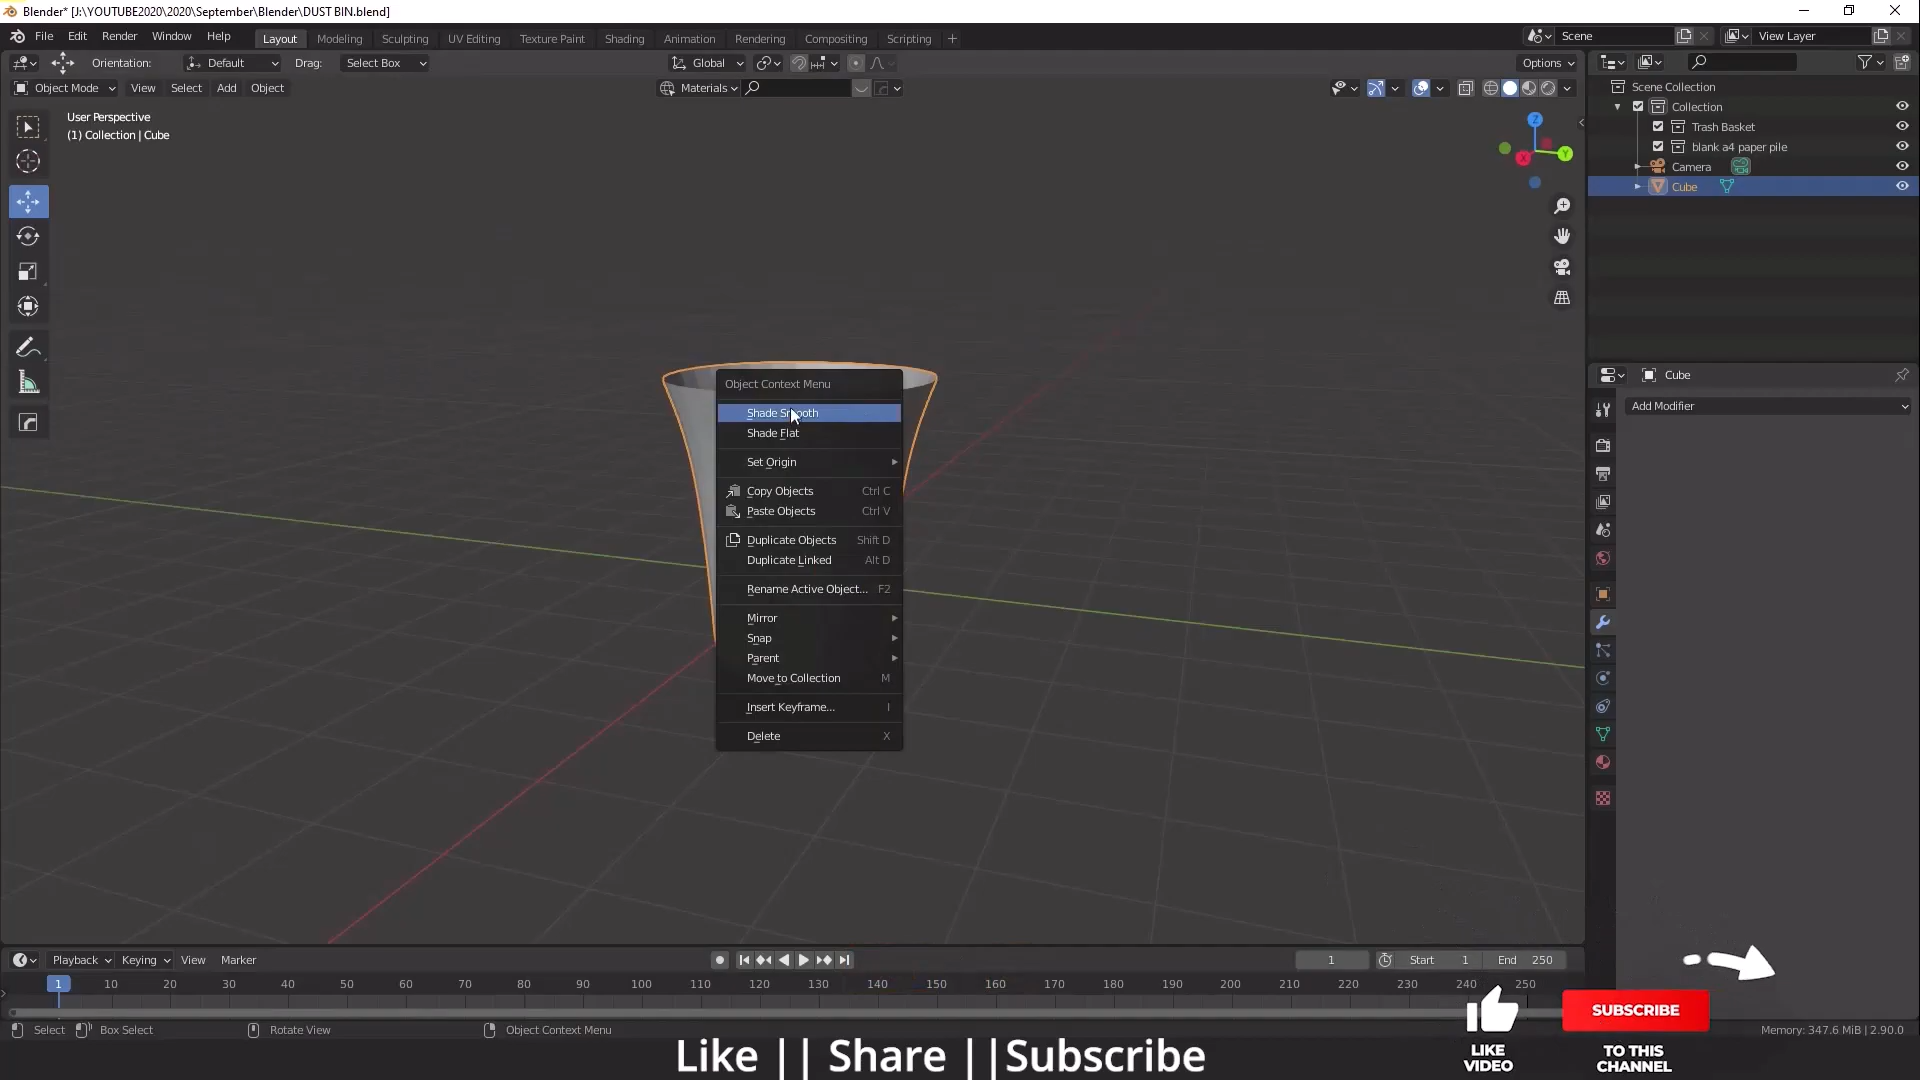 Blender* [J:\YOUTUBE2020\2020\September\Blender\DUST BIN.blend]
File Edit Render Window Help
Layout Modeling Sculpting UV Editing Texture Paint Shading Animation Rendering Compositing Scripting +
Scene
View Layer
Orientation: Default Drag: Select Box
Global
Options
Object Mode View Select Add Object
Materials
User Perspective
(1) Collection | Cube
Z
X
Y
Scene Collection
Collection
Trash Basket
blank a4 paper pile
Camera
Cube
Cube
Add Modifier
Object Context Menu
Shade Smooth
Shade Flat
Set Origin
Copy Objects Ctrl C
Paste Objects Ctrl V
Duplicate Objects Shift D
Duplicate Linked Alt D
Rename Active Object... F2
Mirror
Snap
Parent
Move to Collection M
Insert Keyframe... I
Delete X
Playback Keying View Marker
1 Start 1 End 250
1 10 20 30 40 50 60 70 80 90 100 110 120 130 140 150 160 170 180 190 200 210 220 230 240 250
Select Box Select Rotate View Object Context Menu
Memory: 347.6 MiB | 2.90.0
Like || Share ||Subscribe
LIKE
VIDEO
SUBSCRIBE
TO THIS
CHANNEL